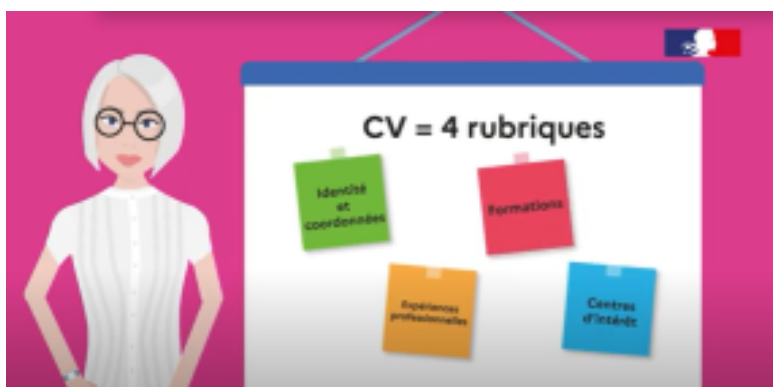 CV = 4 rubriques
Identité
et
coordonnées
Formations
Expériences
professionnelles
Centres
d'intérêt